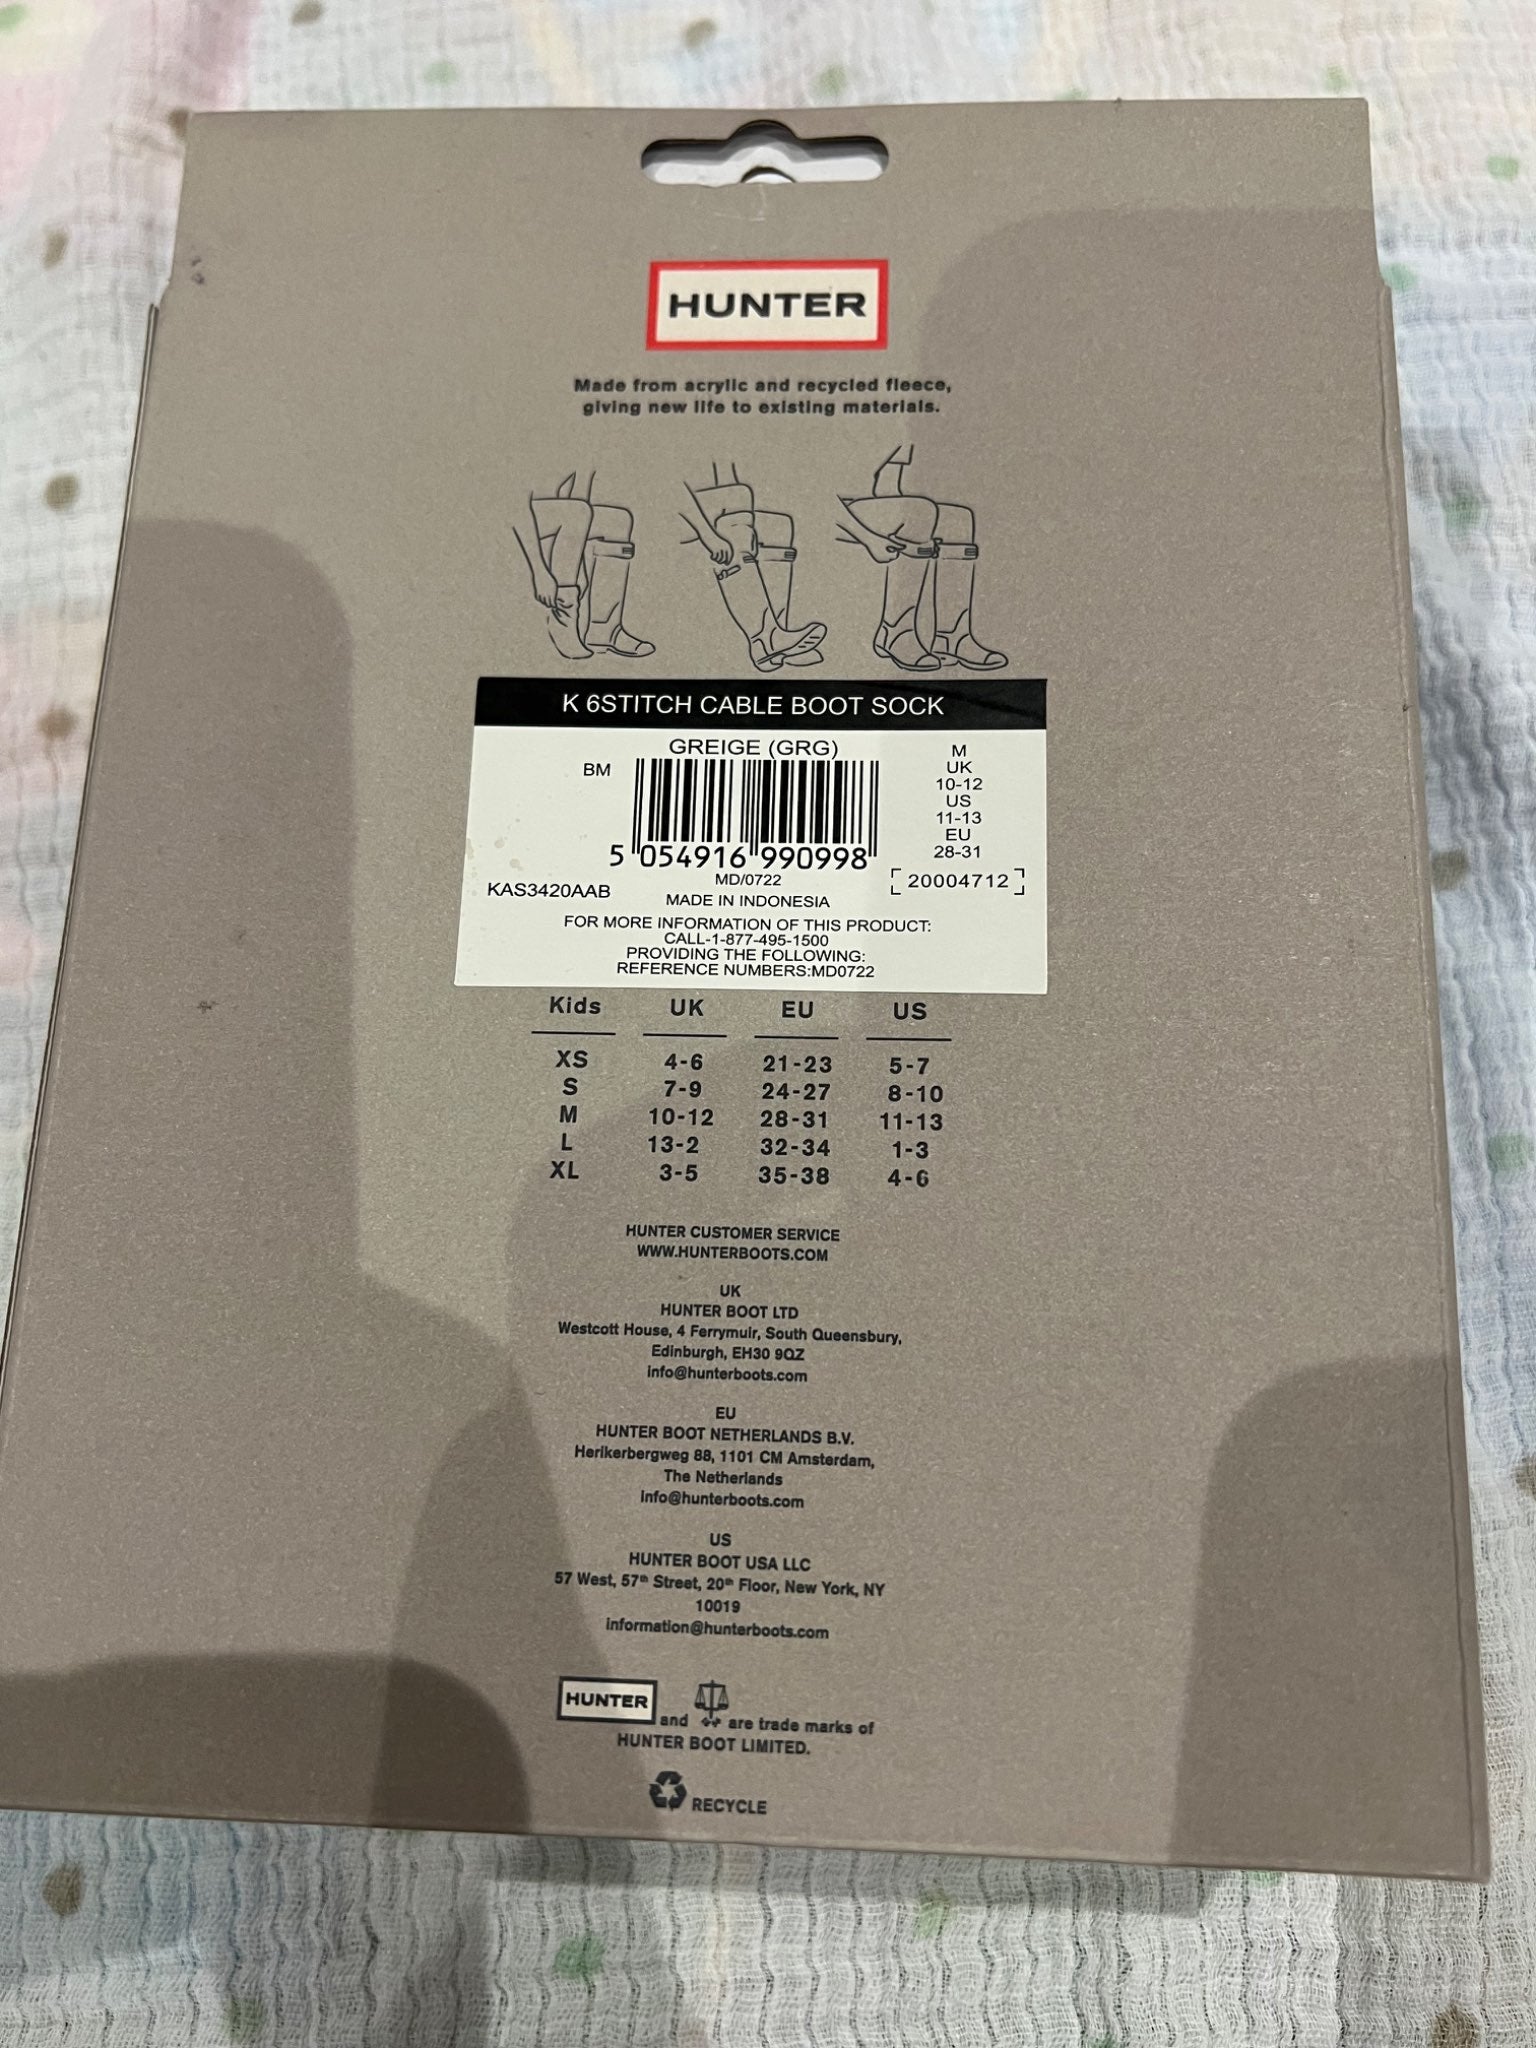 HUNTER
Made from acrylic and recycled fleece,
giving new life to existing materials.
K 6STITCH CABLE BOOT SOCK
GREIGE (GRG)
BM
5 054916 990998
MD/0722
MADE IN INDONESIA
KAS3420AAB
M
UK
10-12
US
11-13
EU
28-31
[20004712]
FOR MORE INFORMATION OF THIS PRODUCT:
CALL-1-877-495-1500
PROVIDING THE FOLLOWING:
REFERENCE NUMBERS:MD0722
Kids UK EU US
XS 4-6 21-23 5-7
S 7-9 24-27 8-10
M 10-12 28-31 11-13
L 13-2 32-34 1-3
XL 3-5 35-38 4-6
HUNTER CUSTOMER SERVICE
WWW.HUNTERBOOTS.COM
UK
HUNTER BOOT LTD
Westcott House, 4 Ferrymuir, South Queensbury,
Edinburgh, EH30 9QZ
info@hunterboots.com
EU
HUNTER BOOT NETHERLANDS B.V.
Herikerbergweg 88, 1101 CM Amsterdam,
The Netherlands
info@hunterboots.com
US
HUNTER BOOT USA LLC
57 West, 57th Street, 20th Floor, New York, NY
10019
information@hunterboots.com
HUNTER and are trade marks of
HUNTER BOOT LIMITED.
RECYCLE